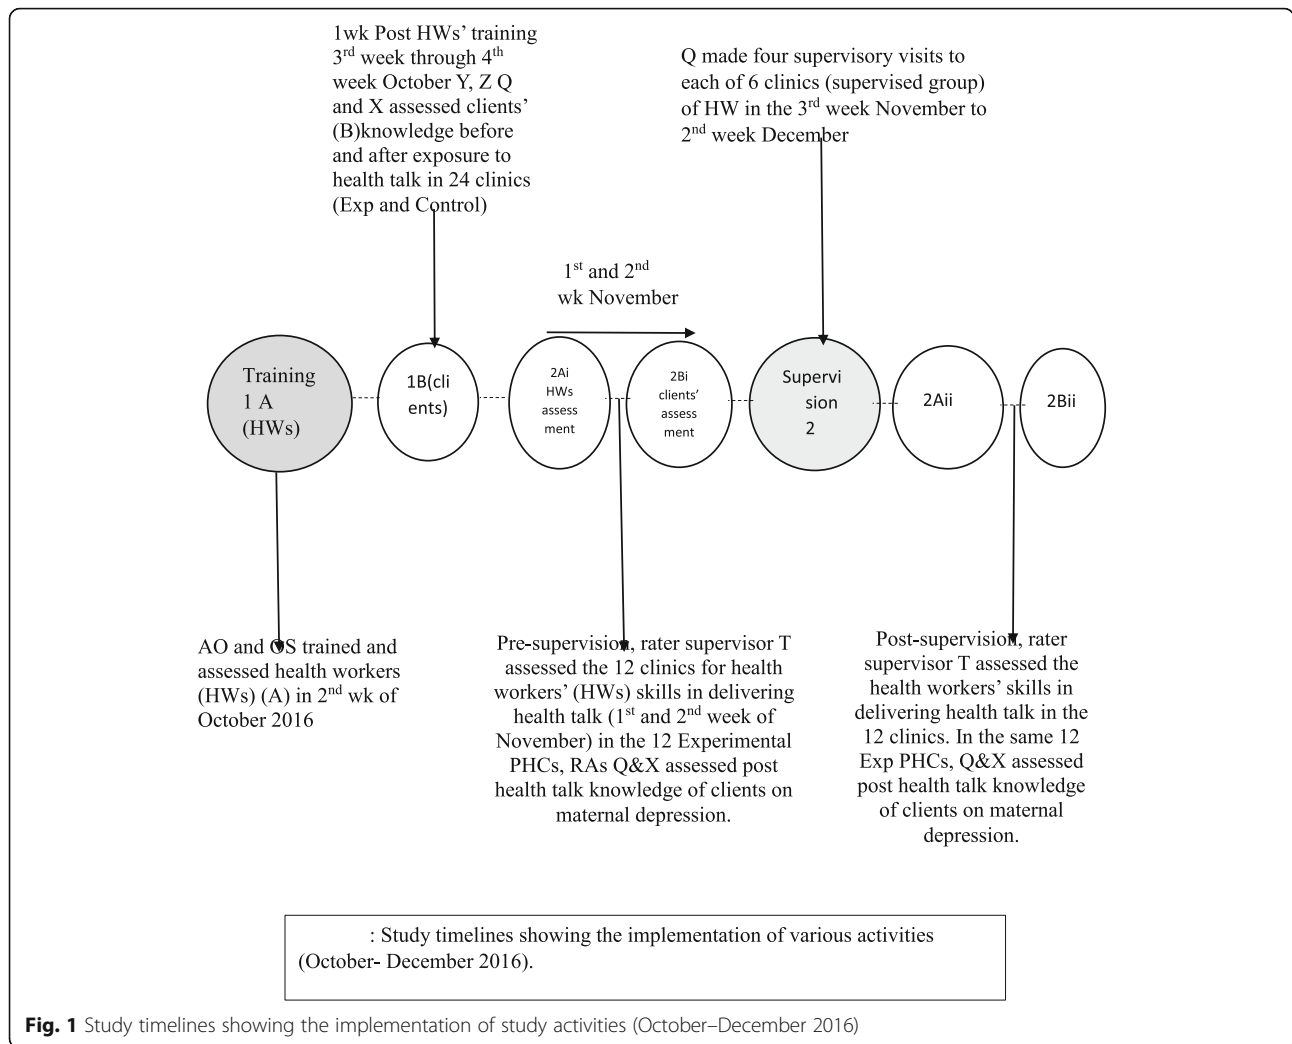 1wk Post HWs’ training
3rd week through 4th
week October Y, Z Q
and X assessed clients’
(B)knowledge before
and after exposure to
health talk in 24 clinics
(Exp and Control)
Q made four supervisory visits to
each of 6 clinics (supervised group)
of HW in the 3rd week November to
2nd week December
1st and 2nd
wk November
Training
1 A
(HWs)
1B(cli
ents)
2Ai
HWs
assess
ment
2Bi
clients’
assess
ment
Supervi
sion
2
2Aii
2Bii
AO and OS trained and
assessed health workers
(HWs) (A) in 2nd wk of
October 2016
Pre-supervision, rater supervisor T
assessed the 12 clinics for health
workers’ (HWs) skills in delivering
health talk (1st and 2nd week of
November) in the 12 Experimental
PHCs, RAs Q&X assessed post
health talk knowledge of clients on
maternal depression.
Post-supervision, rater
supervisor T assessed the
health workers’ skills in
delivering health talk in the
12 clinics. In the same 12
Exp PHCs, Q&X assessed
post health talk knowledge
of clients on maternal
depression.
: Study timelines showing the implementation of various activities
(October- December 2016).
Fig. 1 Study timelines showing the implementation of study activities (October–December 2016)